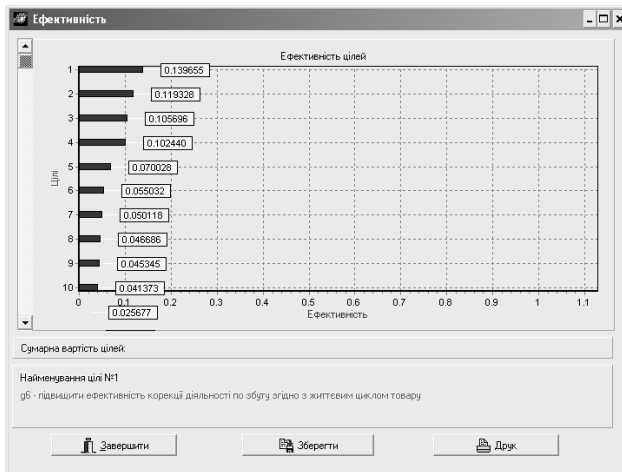 Ефективність
Ефективність цілей
1
0.139655
2
0.119328
3
0.105696
4
0.102440
5
0.070028
6
0.055032
7
0.050118
8
0.046686
9
0.045345
10
0.041373
0 0.1 0.2 0.3 0.4 0.5 0.6 0.7 0.8 0.9 1 1.1
0.025677
Ефективність
Цілі
Сумарна вартість цілей:
Найменування цілі №1
g6 - підвищити ефективність корекції діяльності по збуту згідно з життєвим циклом товару
Завершити Зберегти Друк